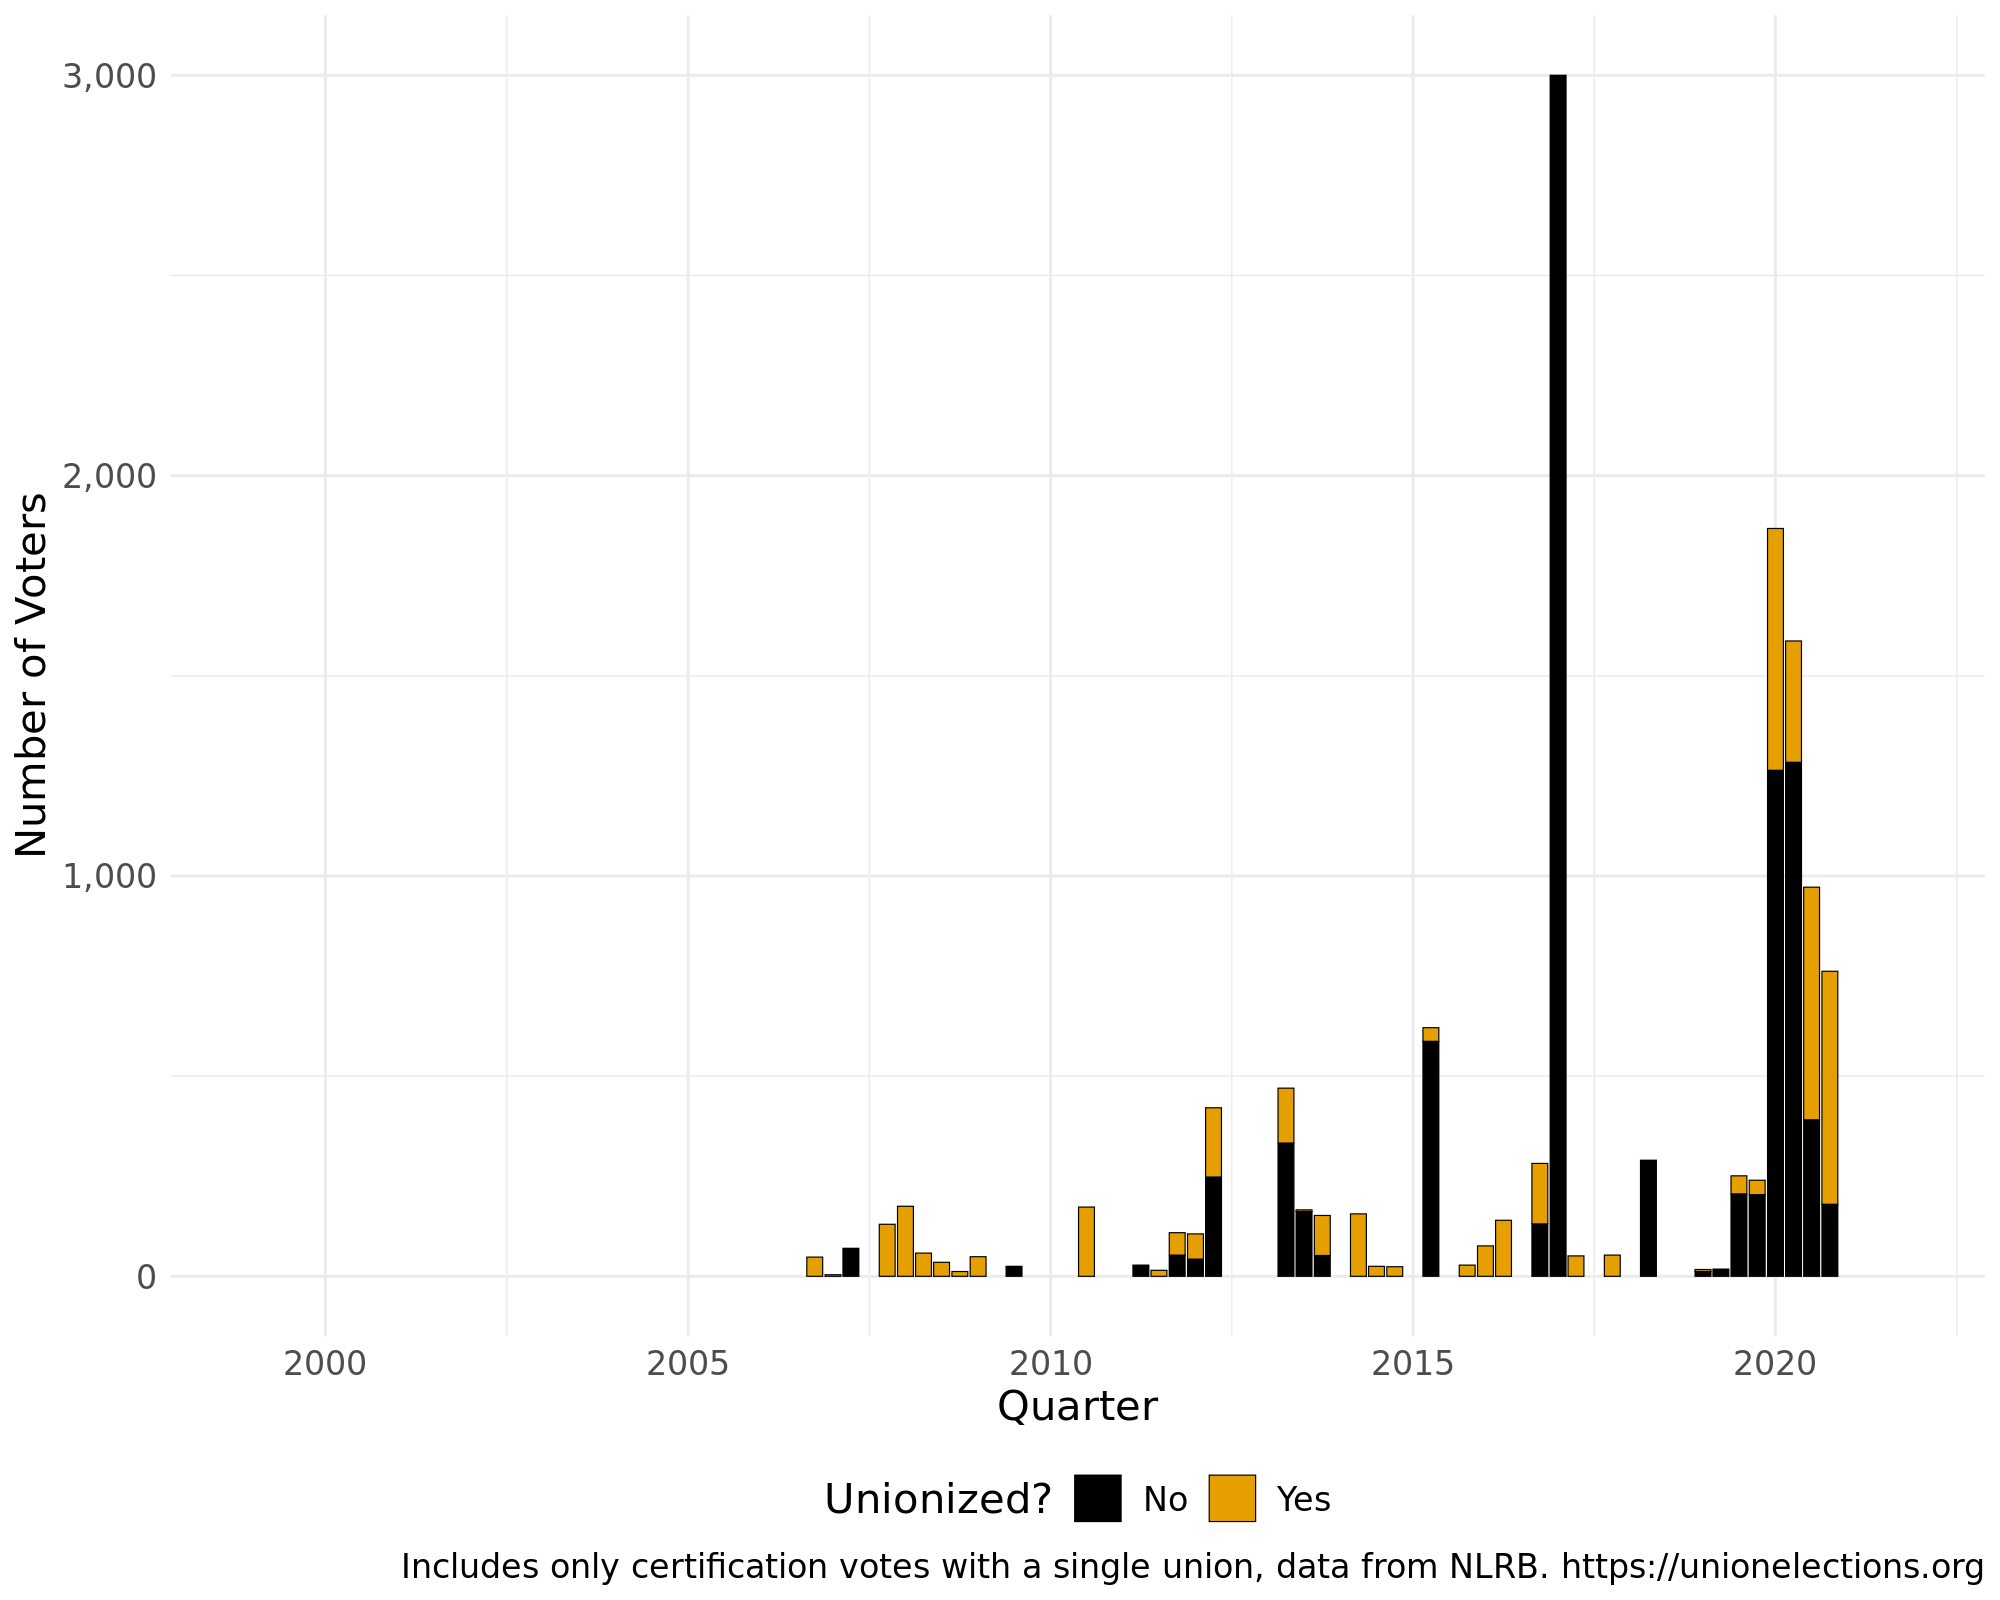 3,000
2,000
1,000
0
Number of Voters
2000 2005 2010 2015 2020
Quarter
Unionized? No Yes
Includes only certification votes with a single union, data from NLRB. https://unionelections.org